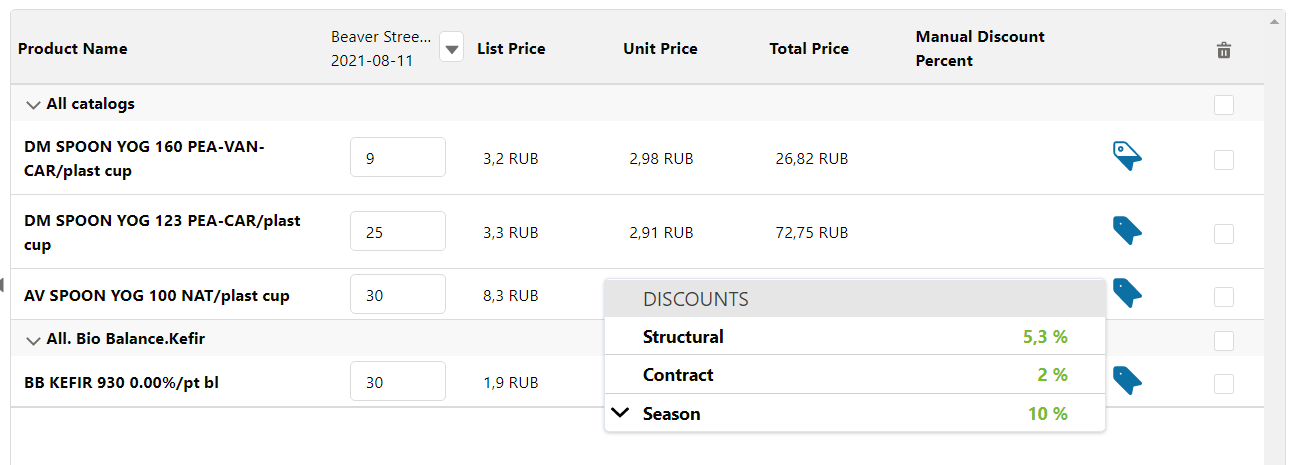 Product Name
Beaver Stree...
2021-08-11
List Price
Unit Price
Total Price
Manual Discount
Percent
All catalogs
DM SPOON YOG 160 PEA-VAN-
CAR/plast cup
9
3,2 RUB
2,98 RUB
26,82 RUB
DM SPOON YOG 123 PEA-CAR/plast
cup
25
3,3 RUB
2,91 RUB
72,75 RUB
AV SPOON YOG 100 NAT/plast cup
30
8,3 RUB
All. Bio Balance.Kefir
BB KEFIR 930 0.00%/pt bl
30
1,9 RUB
DISCOUNTS
Structural
5,3 %
Contract
2 %
Season
10 %